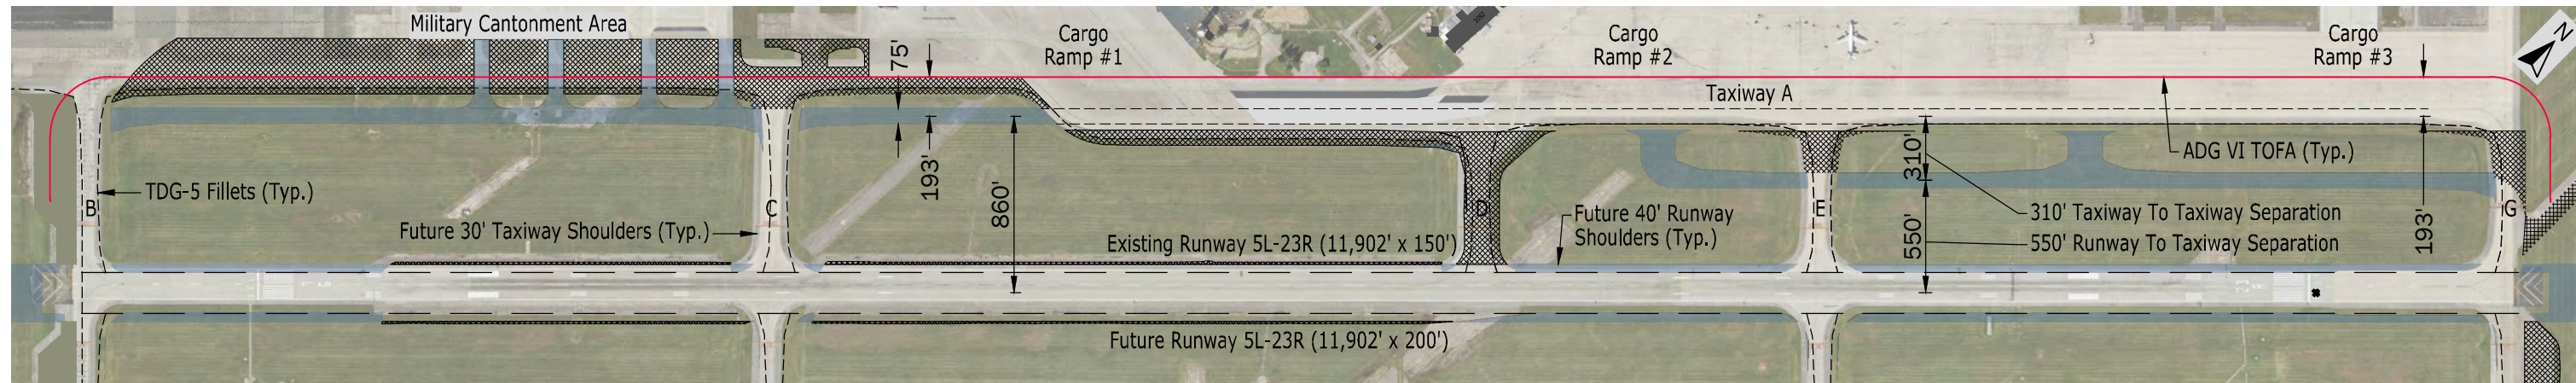 Military Cantonment Area
Cargo
Ramp #1
Cargo
Ramp #2
Cargo
Ramp #3
1092
N
75'
193'
860'
Taxiway A
310'
550'
193'
ADG VI TOFA (Typ.)
TDG-5 Fillets (Typ.)
B
C
D
E
G
Future 30' Taxiway Shoulders (Typ.)
Future 40' Runway
Shoulders (Typ.)
310' Taxiway To Taxiway Separation
550' Runway To Taxiway Separation
Existing Runway 5L-23R (11,902' x 150')
Future Runway 5L-23R (11,902' x 200')